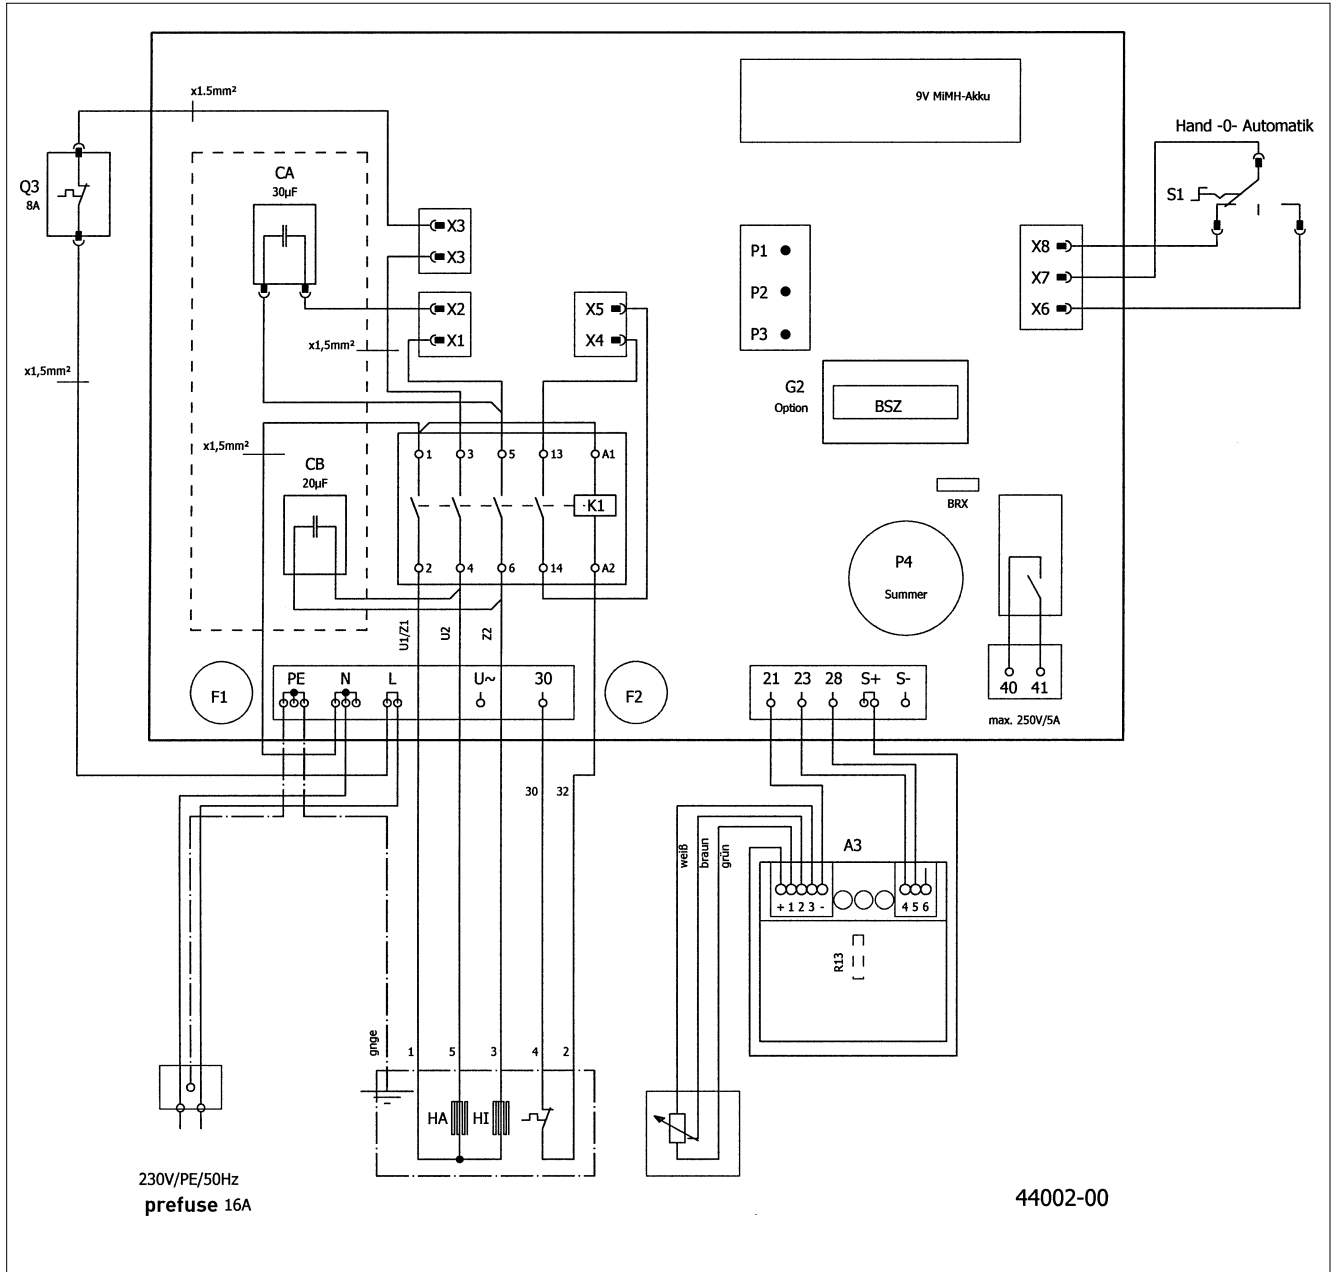 x1.5mm²
9V MiMH-Akku
Hand -0- Automatik
Q3
8A
CA
30µF
S1
X3
X3
X2
X1
X5
X4
P1
P2
P3
X8
X7
X6
x1,5mm²
x1,5mm²
G2
Option
BSZ
x1,5mm²
CB
20µF
1 3 5 13 A1
K1
2 4 6 14 A2
BRX
P4
Summer
U1/Z1
U2
Z2
F1
PE N L U~ 30
F2
21 23 28 S+ S-
40 41
max. 250V/5A
30 32
weiß
braun
grün
A3
+ 1 2 3 -
4 5 6
R13
gnge
1 5 3 4 2
HA HI
230V/PE/50Hz
prefuse 16A
44002-00